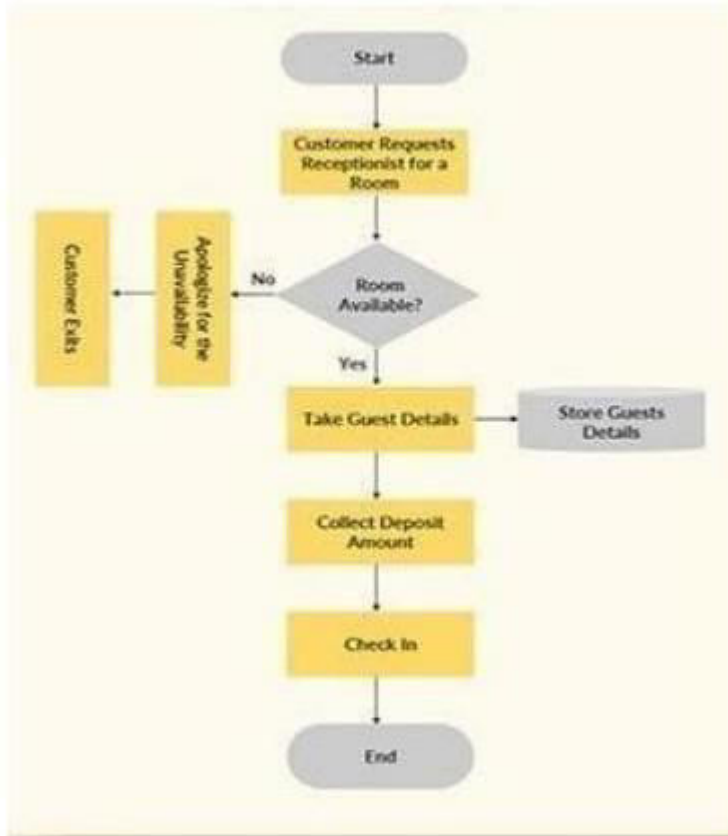 Start
Customer Requests
Receptionist for a
Room
Room
Available?
No
Apologize for the
Unavailability
Customer Exits
Yes
Take Guest Details
Store Guests
Details
Collect Deposit
Amount
Check In
End